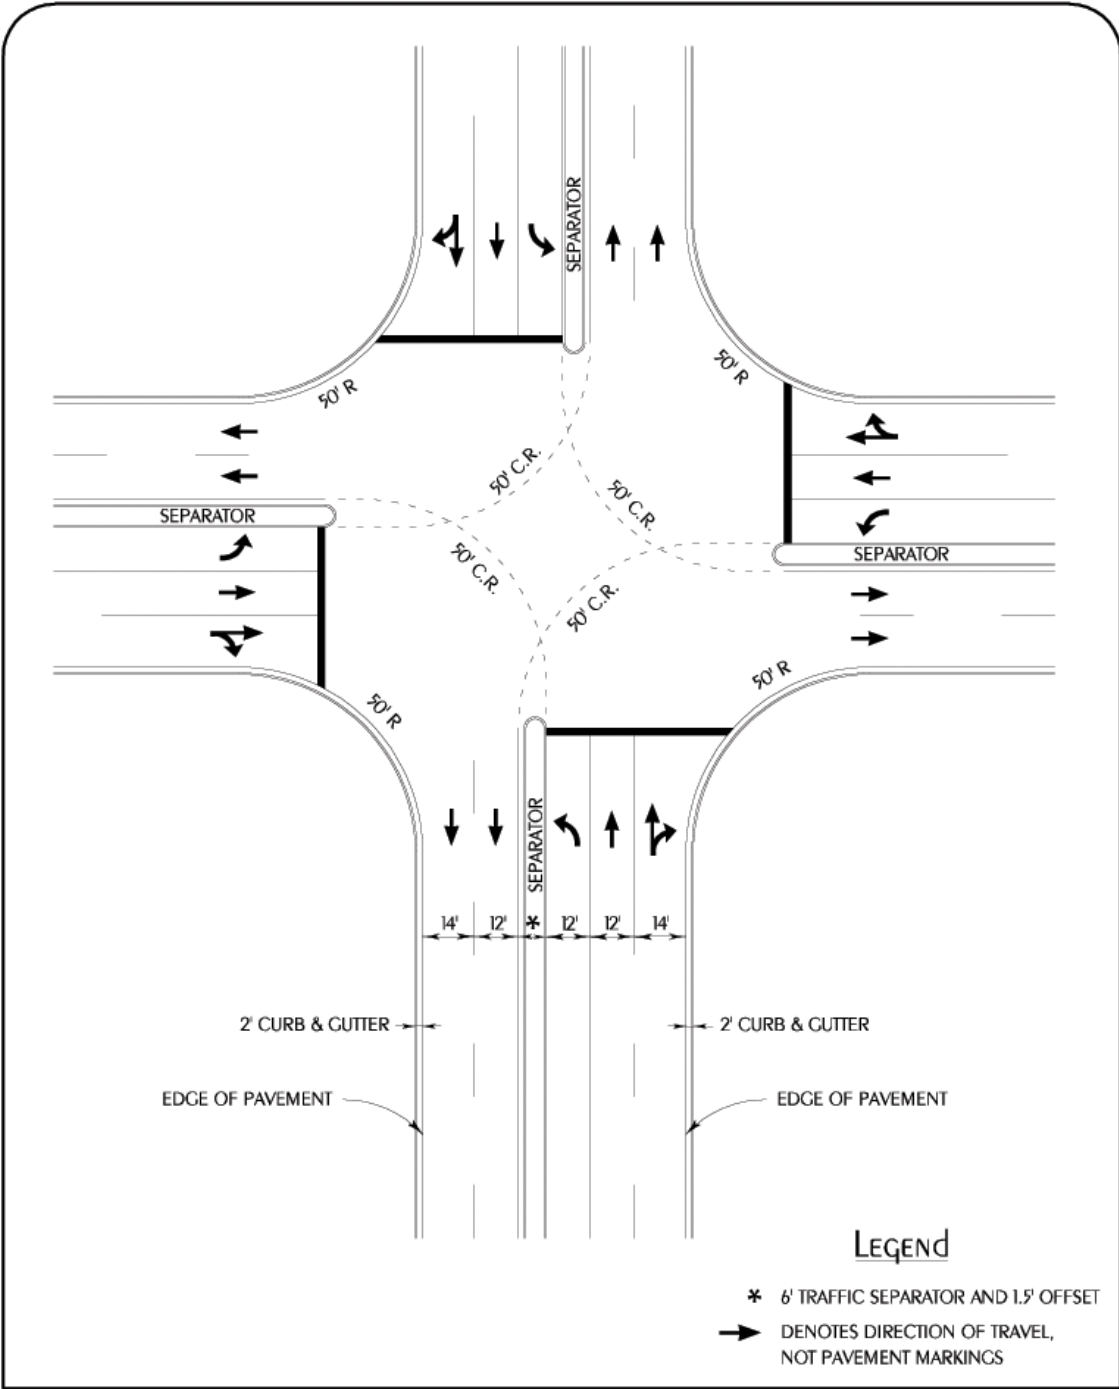 SEPARATOR
50' R
50' R
50' C.R.
50' C.R.
SEPARATOR
SEPARATOR
50' C.R.
50' C.R.
50' R
50' R
SEPARATOR
14' 12' * 12' 12' 14'
2' CURB & GUTTER
2' CURB & GUTTER
EDGE OF PAVEMENT
EDGE OF PAVEMENT
LEGENd
* 6' TRAFFIC SEPARATOR AND 1.5' OFFSET
DENOTES DIRECTION OF TRAVEL,
NOT PAVEMENT MARKINGS